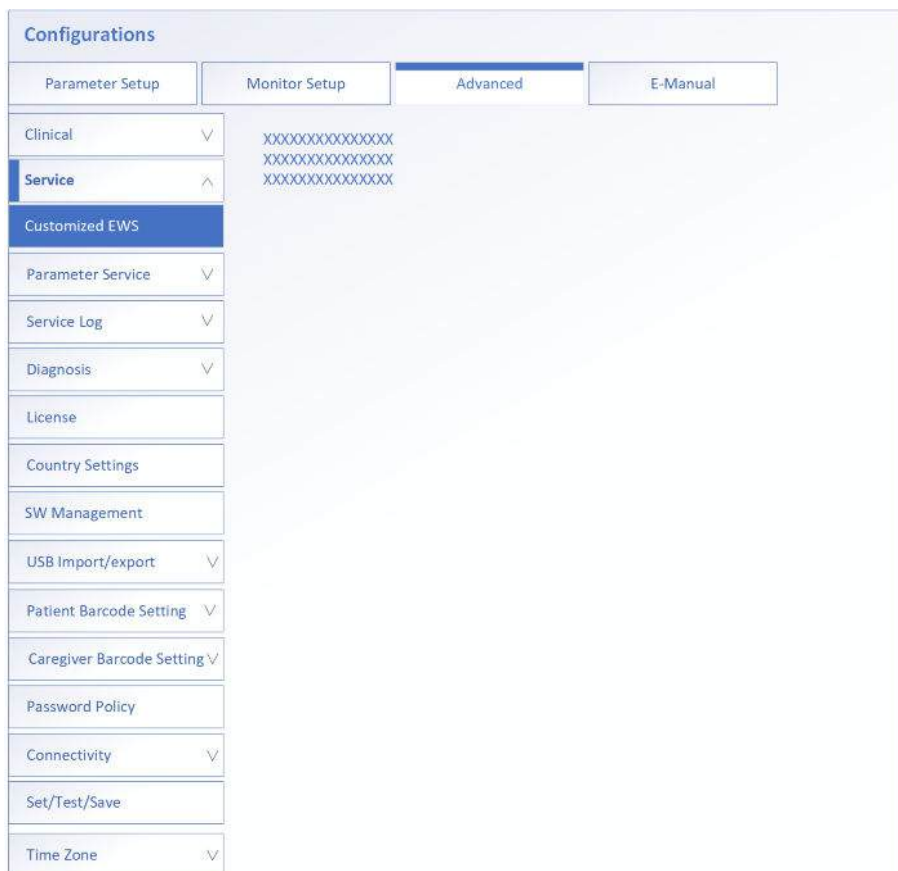 Configurations
Parameter Setup
Monitor Setup
Advanced
E-Manual
Clinical
XXXXXXXXXXXXXXX
XXXXXXXXXXXXXXX
Service
XXXXXXXXXXXXXXX
Customized EWS
Parameter Service
Service Log
Diagnosis
License
Country Settings
SW Management
USB Import/export
Patient Barcode Setting
Caregiver Barcode Setting
Password Policy
Connectivity
Set/Test/Save
Time Zone